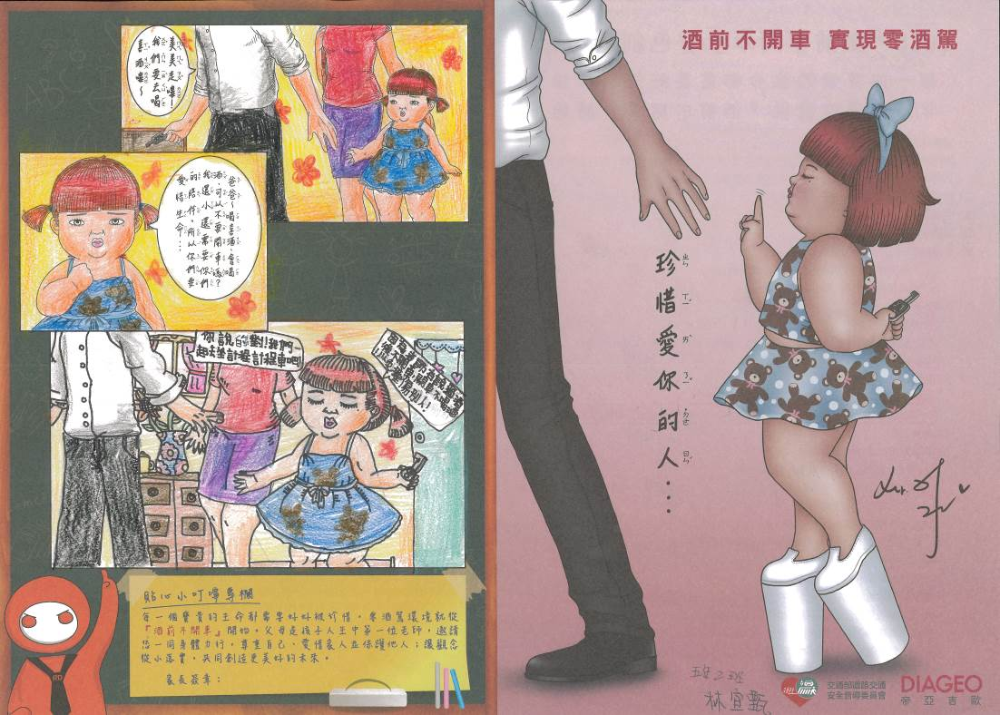 美美走囉！
我們要去喝
喜酒囉～
爸爸～喝喜酒，會喝
酒，可以不要開車嗎？
我還小還需要你們
的陪伴，所以你們要
愛惜生命…
你說 我們
起去坐計程計程車吧！
貼心小叮嚀專欄
每一個寶貴的生命都需要好好被珍惜，零酒駕環境就從
『酒前不開車』開始。父母是孩子人生中第一位老師，邀請
您一同身體力行，尊重自己、愛惜家人並保護他人；讓觀念
從小落實，共同創造更美好的未來。
家長簽章：
RD
酒前不開車 實現零酒駕
珍惜愛你的人...
五年2班
林宜甄
交通部道路交通
安全督導委員會
DIAGEO
帝亞吉歐